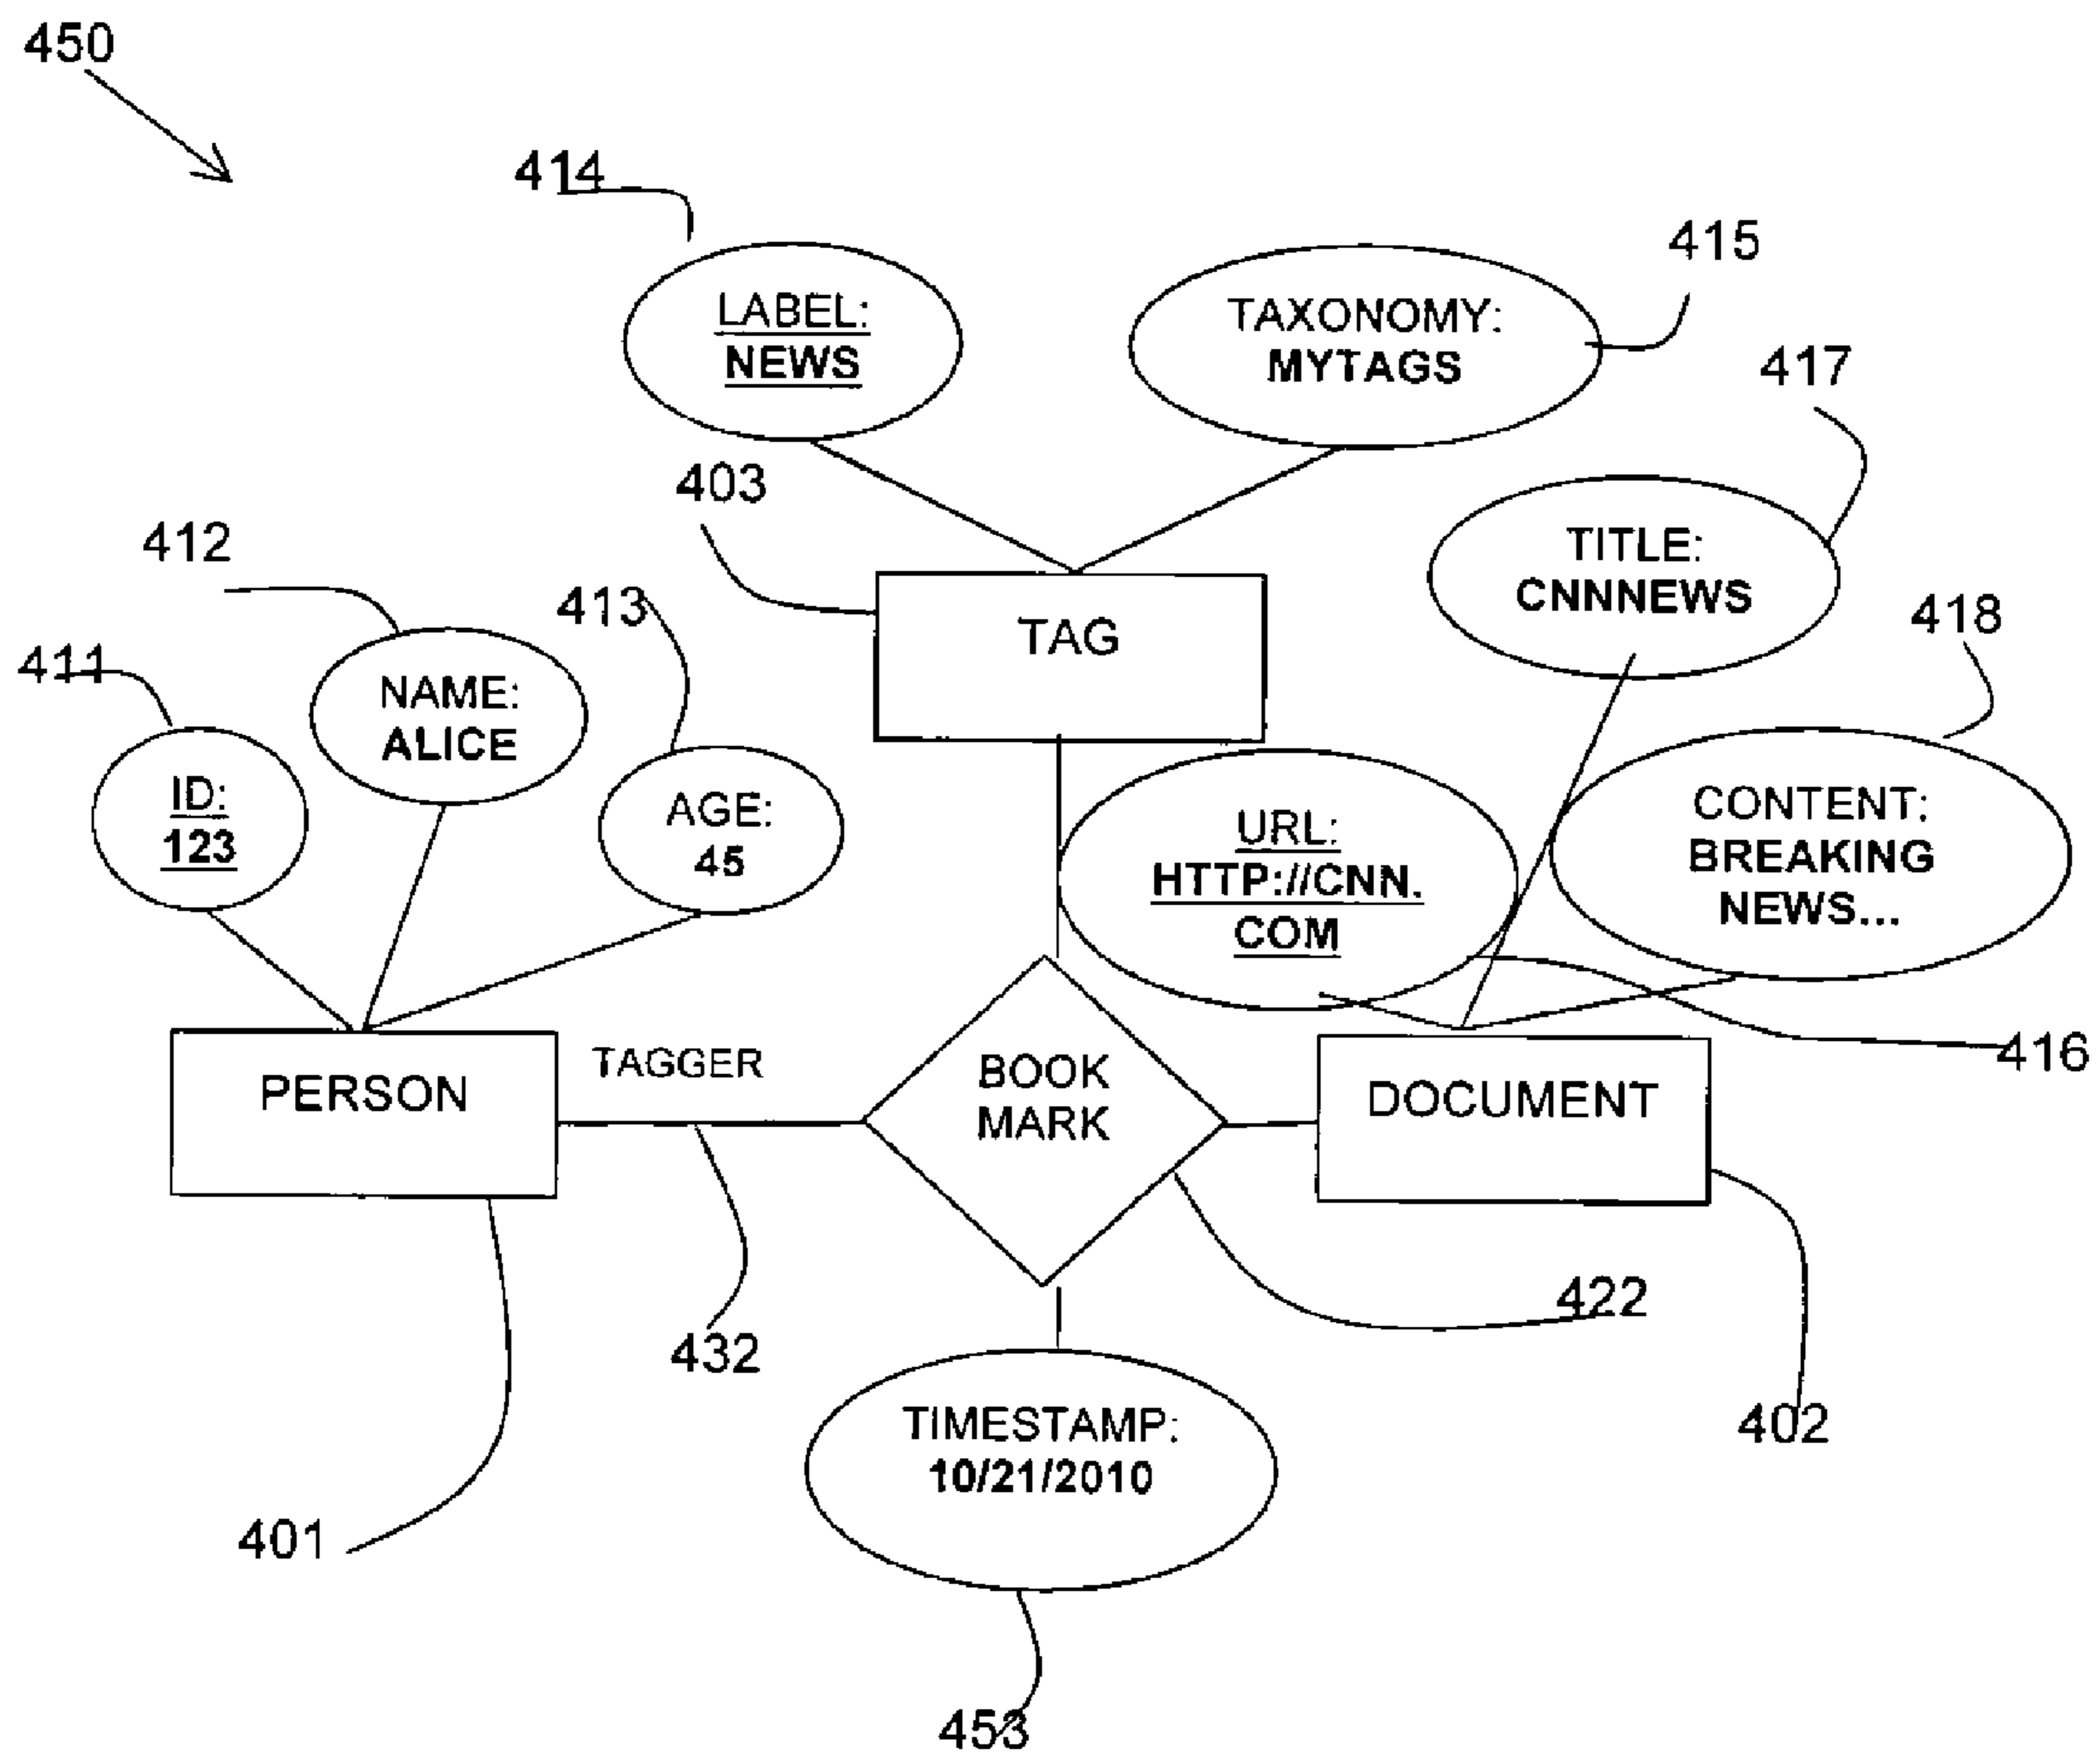 450
414
415
LABEL:
NEWS
TAXONOMY:
MYTAGS
417
403
412
TITLE:
CNNNEWS
413
418
TAG
411
NAME:
ALICE
ID:
123
AGE:
45
URL:
HTTP://CNN.
COM
CONTENT:
BREAKING
NEWS...
416
PERSON
TAGGER
BOOK
MARK
DOCUMENT
422
432
402
TIMESTAMP:
10/21/2010
401
453